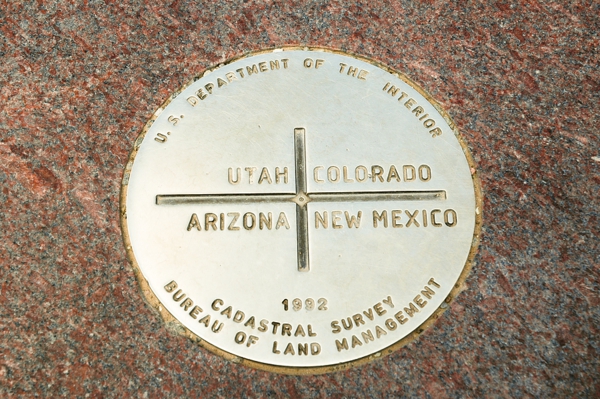 U. S. DEPARTMENT OF THE INTERIOR
UTAH COLORADO
ARIZONA NEW MEXICO
1992
CADASTRAL SURVEY
BUREAU OF LAND MANAGEMENT